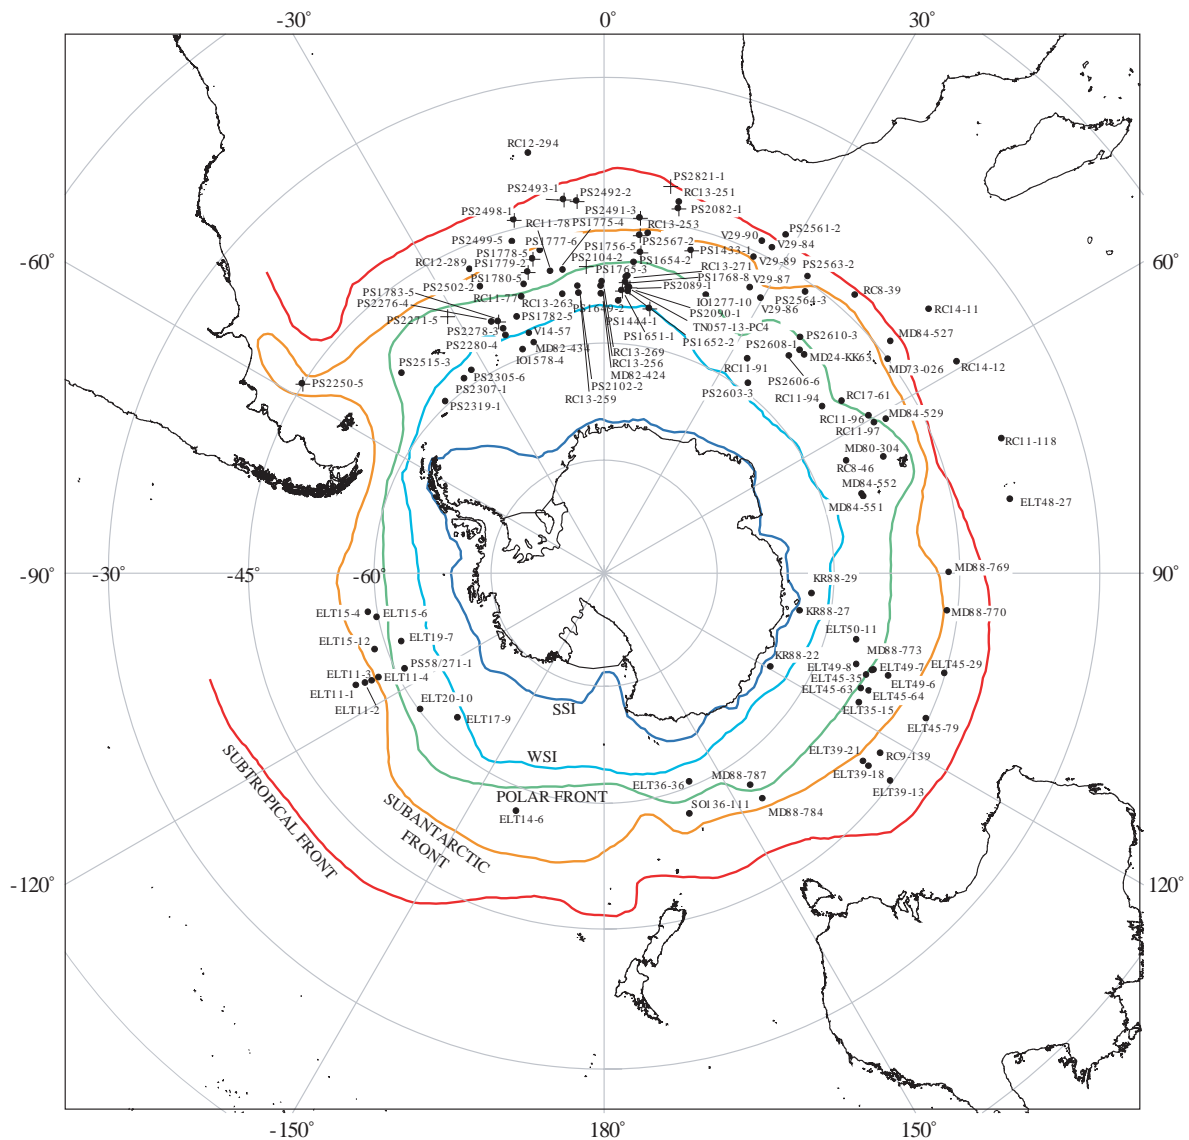 -30°
0°
30°
RC12-294
PS2821-1
PS2493-1
PS2492-2
RC13-251
PS2498-1
PS2491-3
PS2082-1
RC11-78
PS1775-4
RC13-253
V29-90
PS2561-2
PS2499-5
PS1777-6
PS1756-5
PS2567-2
V29-84
PS1778-5
PS1433-1
V29-89
-60°
RC12-289
PS1779-2
PS2104-2
PS1654-2
PS2563-2
60°
PS1780-5
PS1765-3
RC13-271
PS1768-8
V29-87
PS2502-2
PS2089-1
PS1783-5
RC11-77
RC8-39
PS2276-4
RC13-263
PS1649-2
IO1277-10
PS2564-3
RC14-11
PS2271-5
PS1782-5
PS1444-1
PS2090-1
V29-86
PS2278-3
V14-57
PS1651-1
TN057-13-PC4
PS2610-3
MD84-527
PS2280-4
MD82-434
PS1652-2
PS2608-1
IO1578-4
RC13-269
MD24-KK63
PS2515-3
RC13-256
RC11-91
MD73-026
RC14-12
PS2305-6
MD82-424
PS2250-5
PS2307-1
PS2102-2
PS2606-6
PS2603-3
RC13-259
RC11-94
RC17-61
PS2319-1
RC11-96
MD84-529
RC11-97
RC11-118
MD80-304
RC8-46
MD84-552
MD84-551
ELT48-27
-90°
-30°
-45°
-60°
MD88-769
90°
KR88-29
ELT15-4
ELT15-6
KR88-27
MD88-770
ELT19-7
ELT50-11
ELT15-12
MD88-773
KR88-22
PS58/271-1
ELT49-8
ELT49-7
ELT45-29
ELT11-3
ELT11-4
ELT45-35
ELT49-6
ELT11-1
ELT45-63
ELT45-64
ELT11-2
ELT20-10
ELT35-15
SSI
ELT17-9
ELT45-79
WSI
ELT39-21
RC9-139
ELT39-18
MD88-787
ELT36-36
ELT39-13
POLAR FRONT
SO136-111
MD88-784
ELT14-6
SUBTROPICAL FRONT
SUBANTARCTIC
FRONT
-120°
120°
-150°
180°
150°